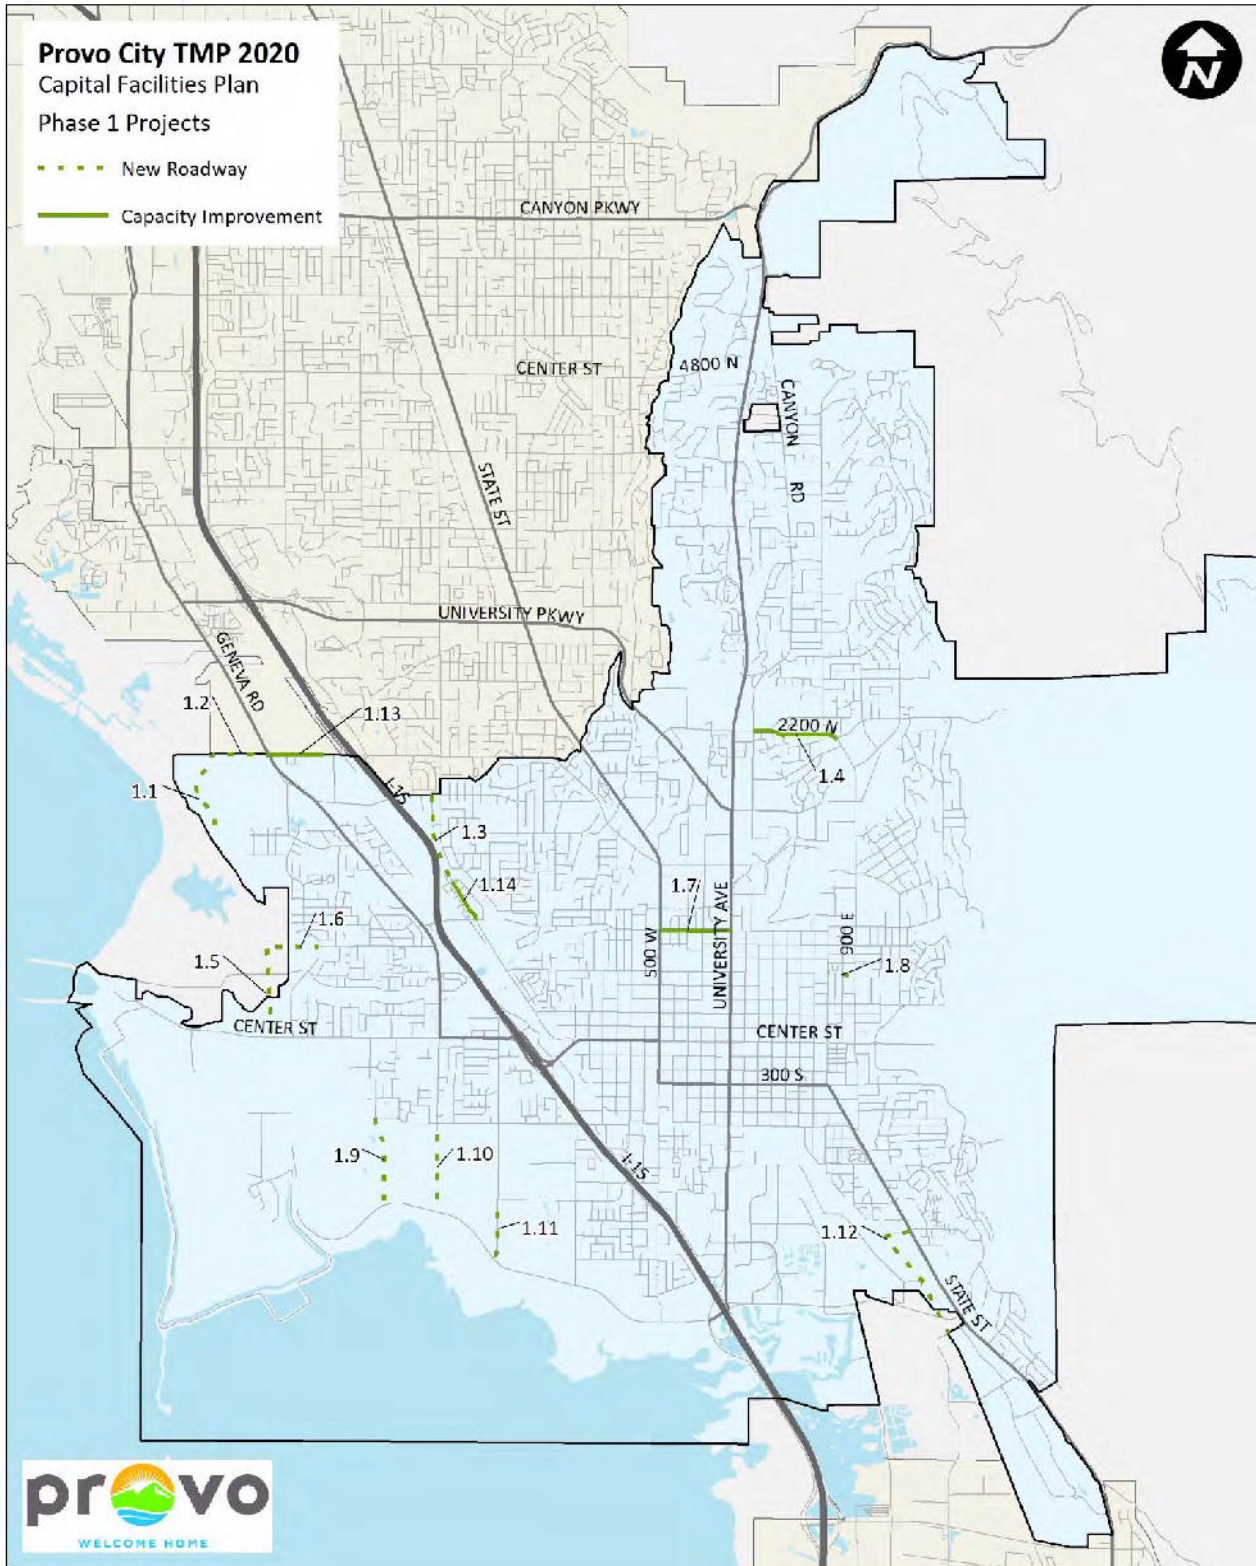 Provo City TMP 2020
Capital Facilities Plan
Phase 1 Projects
New Roadway
Capacity Improvement
N
CANYON PKWY
CENTER ST
4800 N
CANYON
RD
STATE ST
UNIVERSITY PKWY
GENEVA RD
1.2
1.13
2200 N
1.4
1.1
I-15
1.3
1.14
1.7
1.6
500 W
UNIVERSITY AVE
900 E
1.5
1.8
CENTER ST
CENTER ST
300 S
1.9
1.10
I-15
1.11
1.12
STATE ST
provo
WELCOME HOME